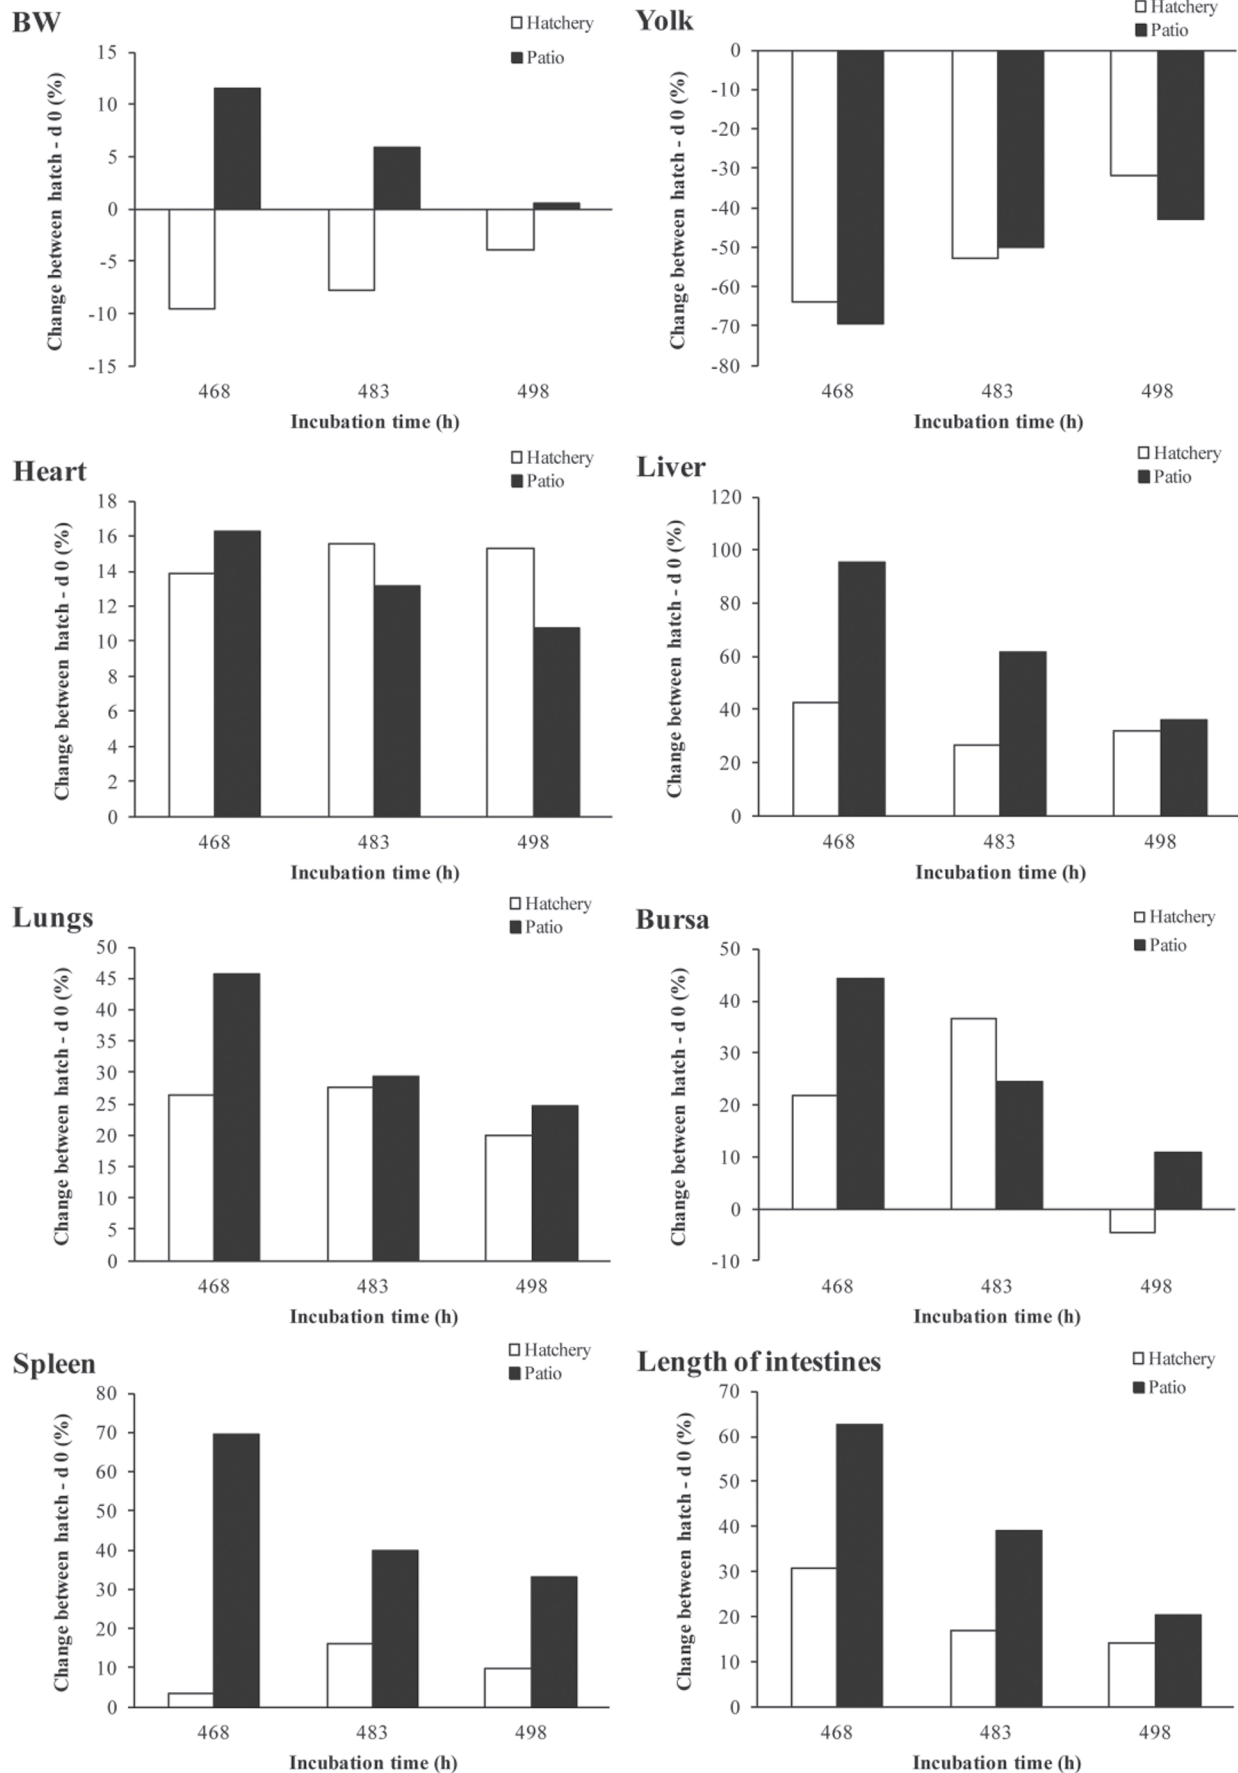 BW
Hatchery
Patio
Change between hatch - d 0 (%)
15
10
5
0
-5
-10
-15
468 483 498
Incubation time (h)
Yolk
Hatchery
Patio
Change between hatch - d 0 (%)
0
-10
-20
-30
-40
-50
-60
-70
-80
468 483 498
Incubation time (h)
Heart
Hatchery
Patio
Change between hatch - d 0 (%)
18
16
14
12
10
8
6
4
2
0
468 483 498
Incubation time (h)
Liver
Hatchery
Patio
Change between hatch - d 0 (%)
120
100
80
60
40
20
0
468 483 498
Incubation time (h)
Lungs
Hatchery
Patio
Change between hatch - d 0 (%)
50
45
40
35
30
25
20
15
10
5
0
468 483 498
Incubation time (h)
Bursa
Hatchery
Patio
Change between hatch - d 0 (%)
50
40
30
20
10
0
-10
468 483 498
Incubation time (h)
Spleen
Hatchery
Patio
Change between hatch - d 0 (%)
80
70
60
50
40
30
20
10
0
468 483 498
Incubation time (h)
Length of intestines
Hatchery
Patio
Change between hatch - d 0 (%)
70
60
50
40
30
20
10
0
468 483 498
Incubation time (h)